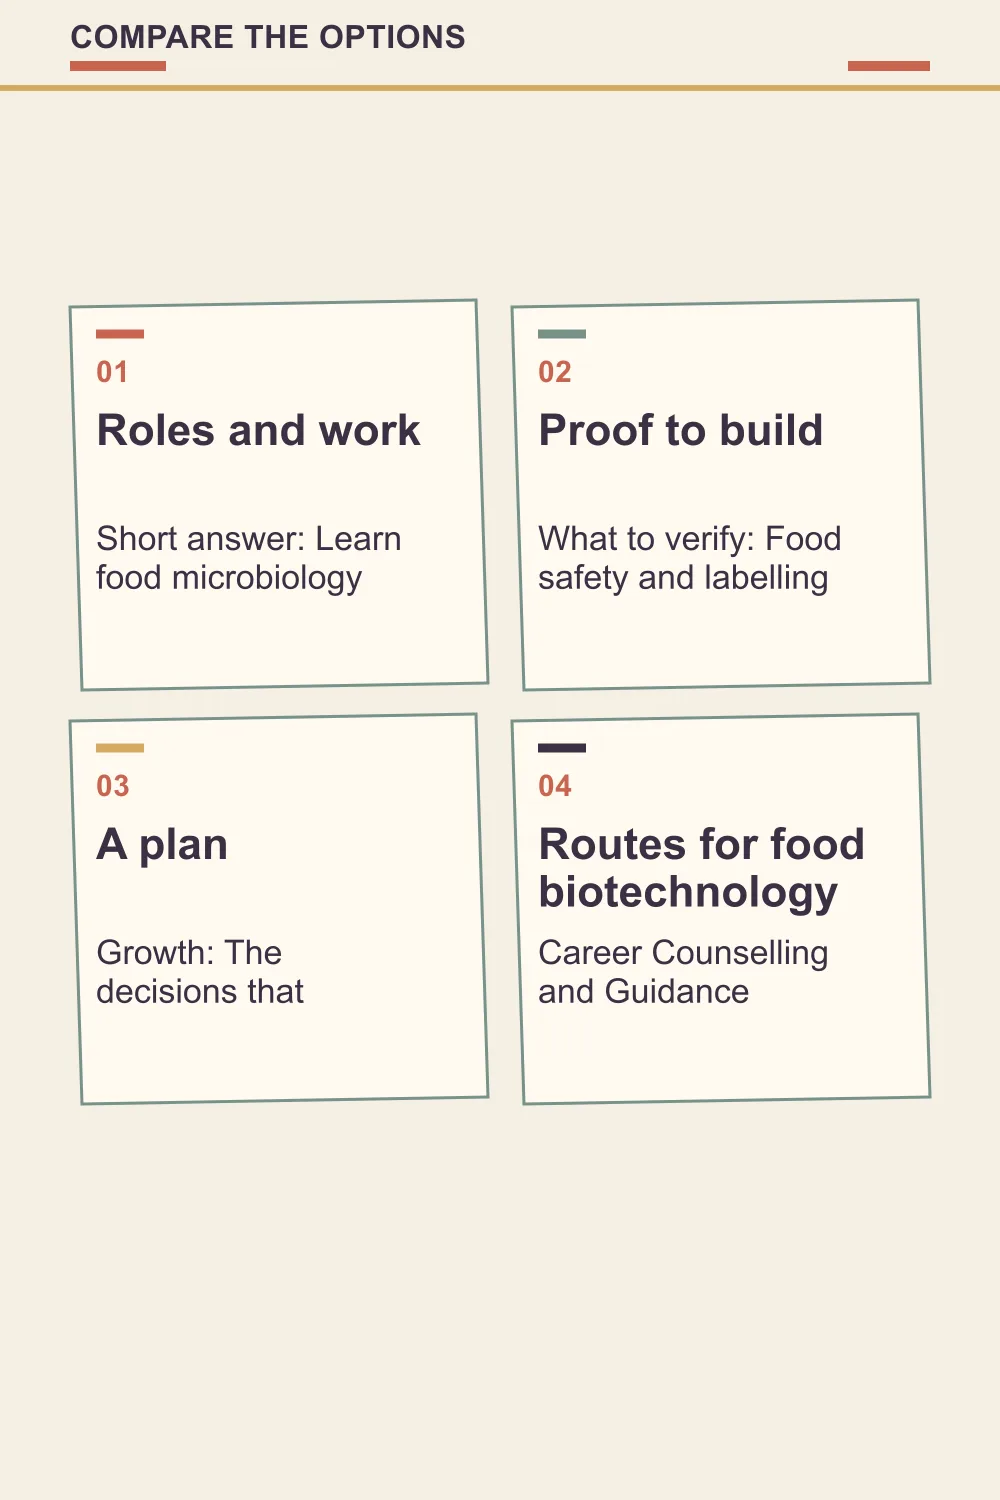 COMPARE THE OPTIONS
01
Roles and work
Short answer: Learn
food microbiology
02
Proof to build
What to verify: Food
safety and labelling
03
A plan
Growth: The
decisions that
04
Routes for food
biotechnology
Career Counselling
and Guidance